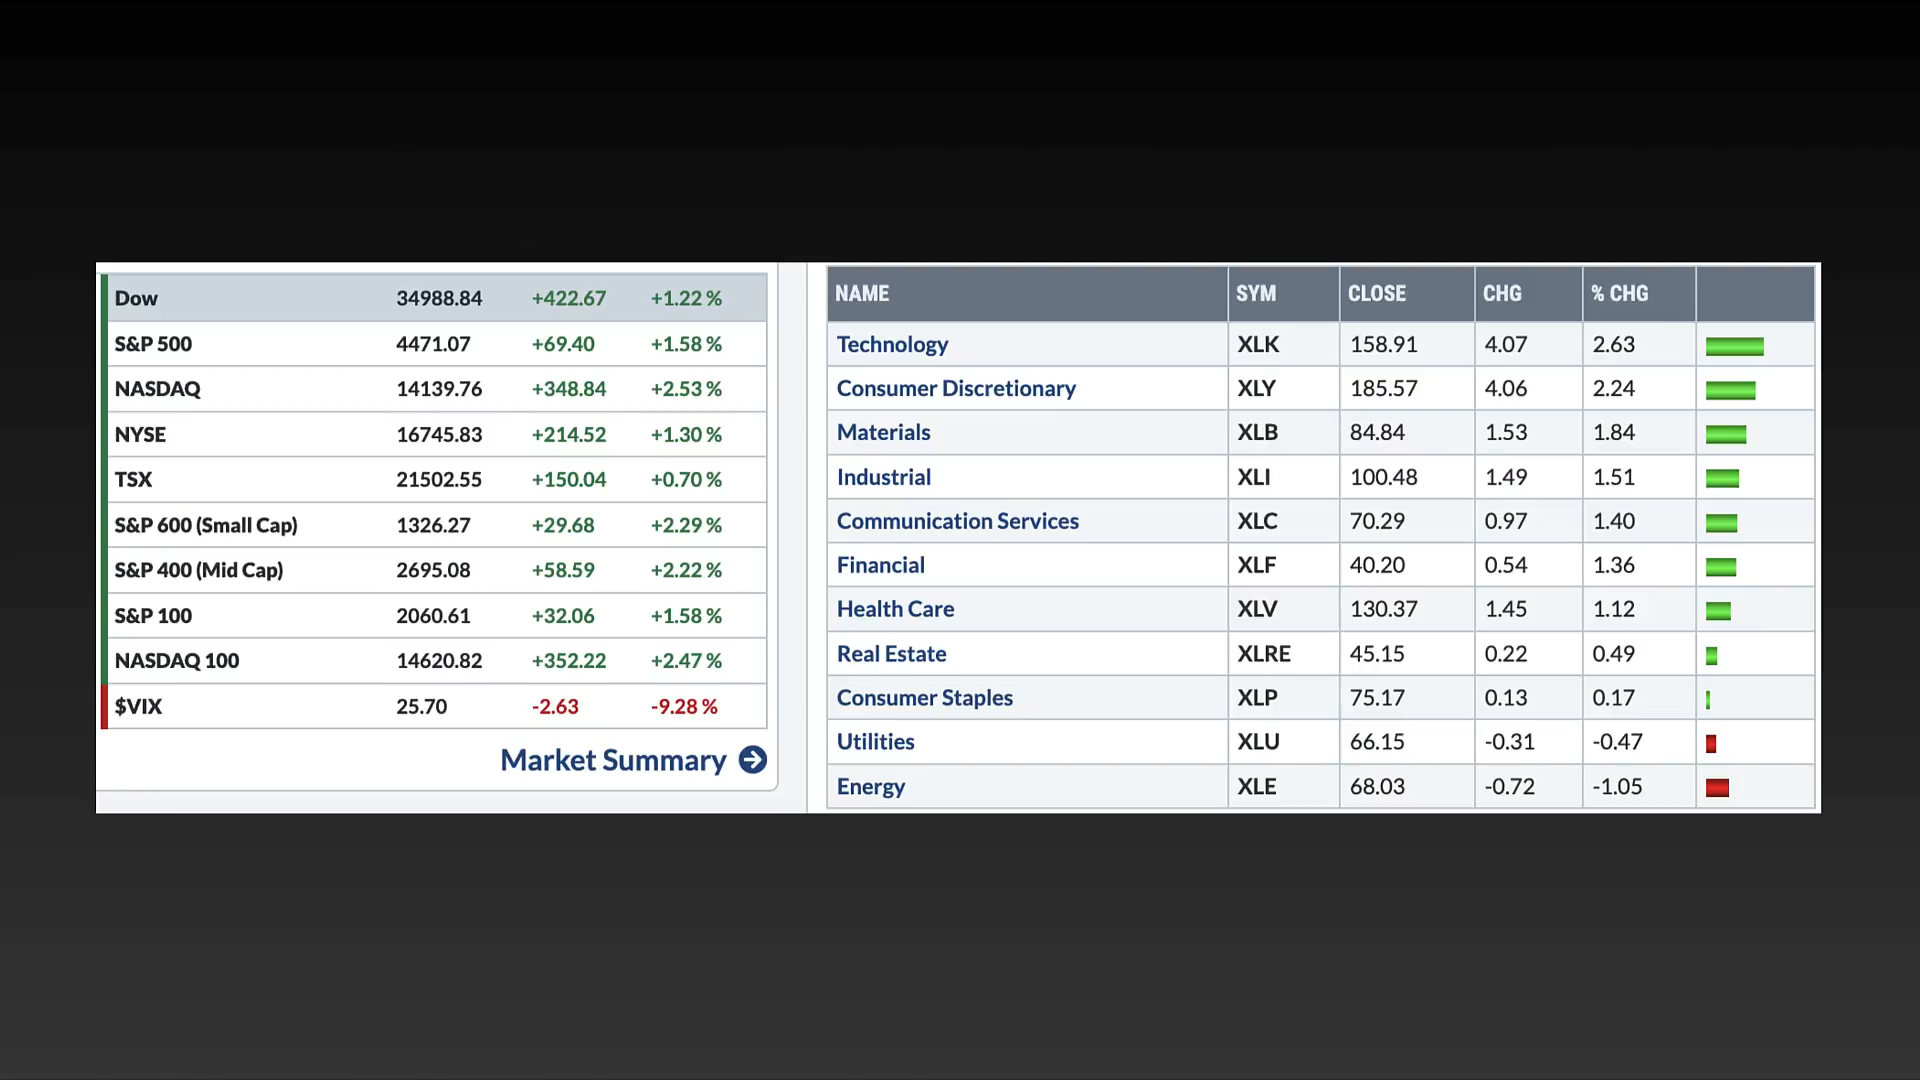 Dow 34988.84 +422.67 +1.22 %
S&P 500 4471.07 +69.40 +1.58 %
NASDAQ 14139.76 +348.84 +2.53 %
NYSE 16745.83 +214.52 +1.30 %
TSX 21502.55 +150.04 +0.70 %
S&P 600 (Small Cap) 1326.27 +29.68 +2.29 %
S&P 400 (Mid Cap) 2695.08 +58.59 +2.22 %
S&P 100 2060.61 +32.06 +1.58 %
NASDAQ 100 14620.82 +352.22 +2.47 %
$VIX 25.70 -2.63 -9.28 %
Market Summary
NAME SYM CLOSE CHG % CHG
Technology XLK 158.91 4.07 2.63
Consumer Discretionary XLY 185.57 4.06 2.24
Materials XLB 84.84 1.53 1.84
Industrial XLI 100.48 1.49 1.51
Communication Services XLC 70.29 0.97 1.40
Financial XLF 40.20 0.54 1.36
Health Care XLV 130.37 1.45 1.12
Real Estate XLRE 45.15 0.22 0.49
Consumer Staples XLP 75.17 0.13 0.17
Utilities XLU 66.15 -0.31 -0.47
Energy XLE 68.03 -0.72 -1.05